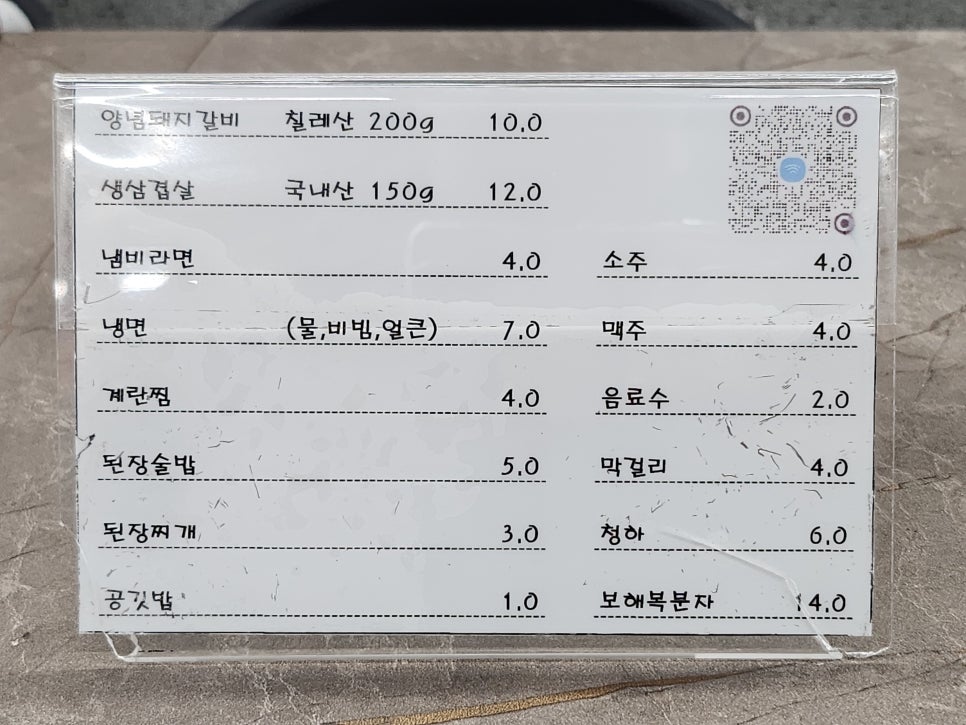 양념돼지갈비 칠레산 200g 10.0
생삼겹살 국내산 150g 12.0
냄비라면 4.0
냉면 (물,비빔,얼큰) 7.0
계란찜 4.0
된장술밥 5.0
된장찌개 3.0
공깃밥 1.0
소주 4.0
맥주 4.0
음료수 2.0
막걸리 4.0
청하 6.0
보해복분자 14.0